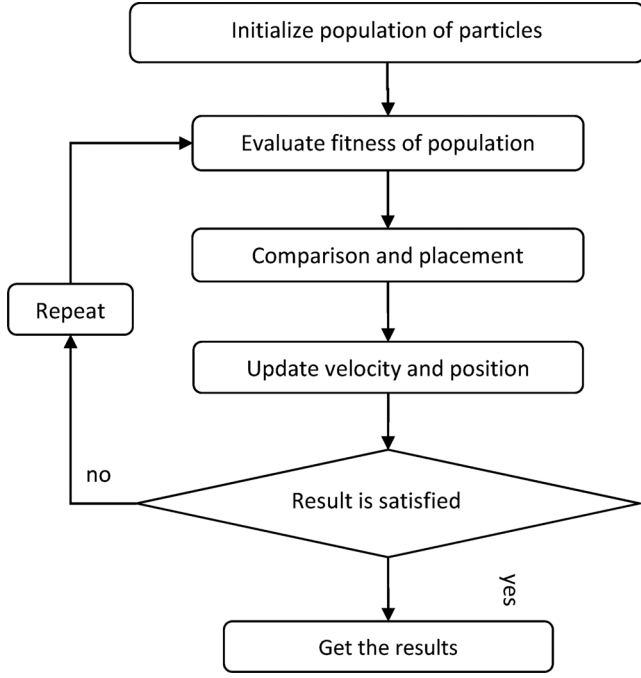 Initialize population of particles
Evaluate fitness of population
Comparison and placement
Repeat
Update velocity and position
no
Result is satisfied
yes
Get the results